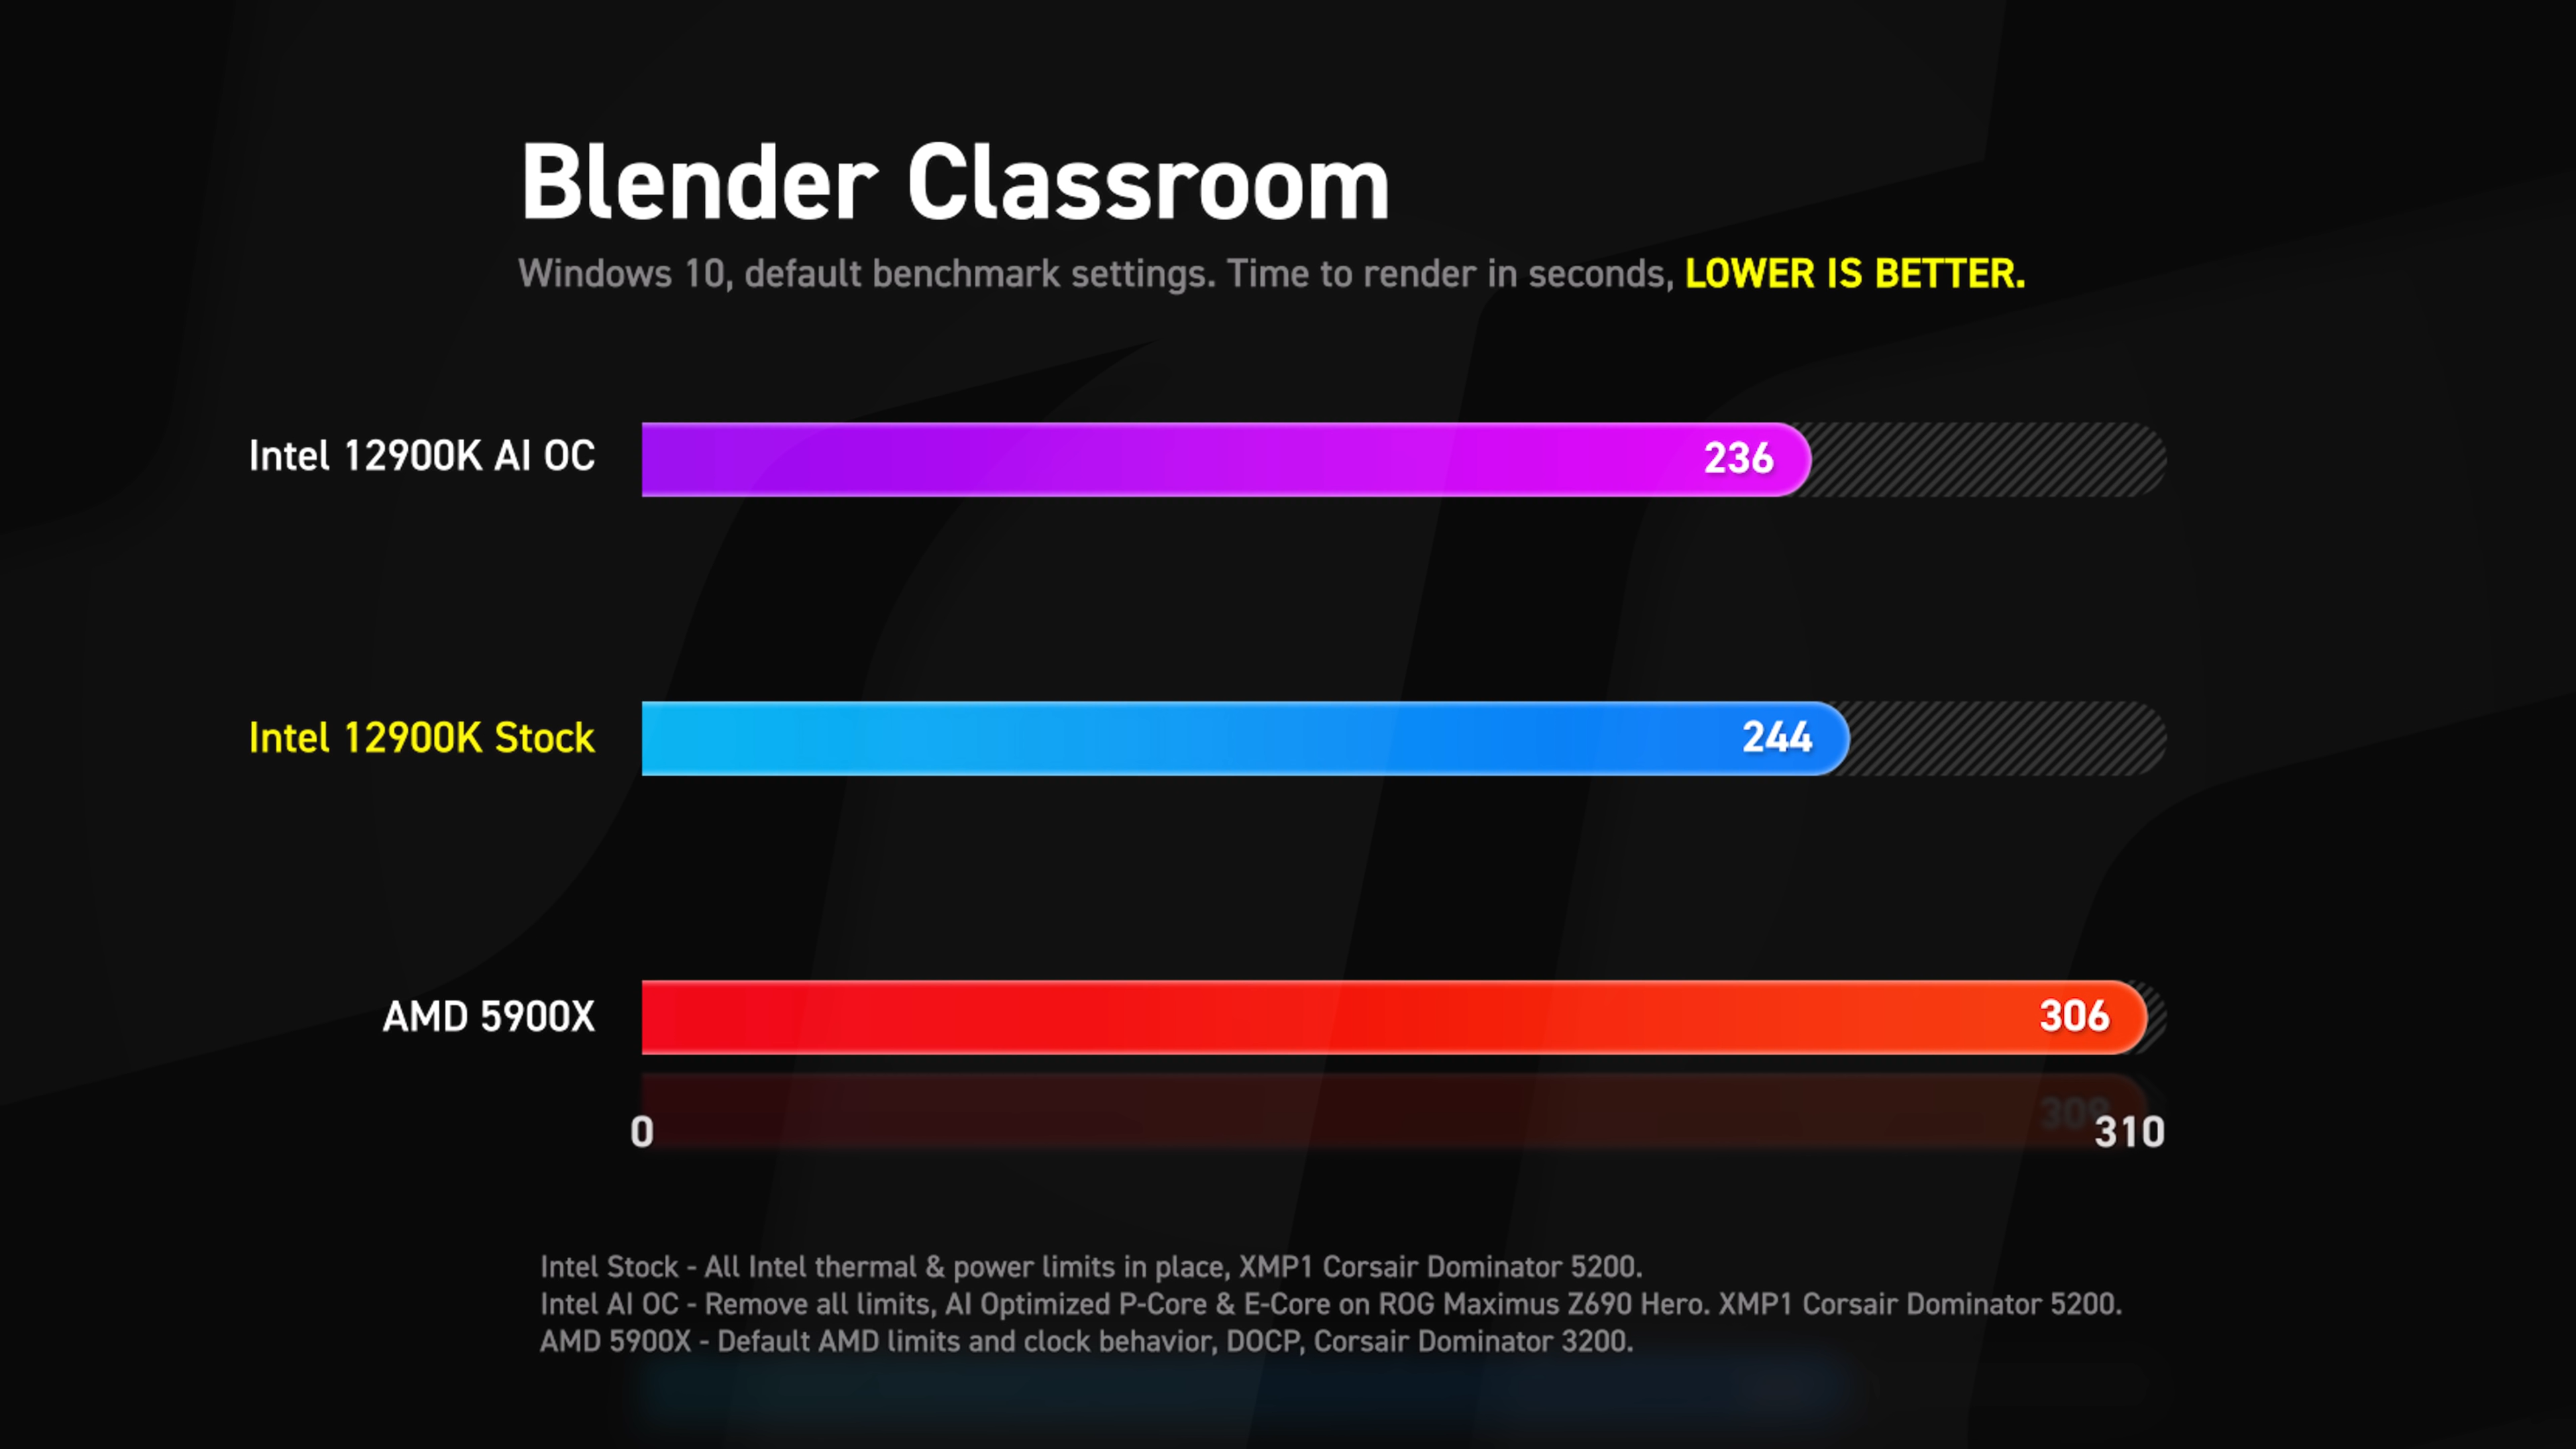 Blender Classroom
Windows 10, default benchmark settings. Time to render in seconds, LOWER IS BETTER.
Intel 12900K AI OC 236
Intel 12900K Stock 244
AMD 5900X 306
0 310
Intel Stock - All Intel thermal & power limits in place, XMP1 Corsair Dominator 5200.
Intel AI OC - Remove all limits, AI Optimized P-Core & E-Core on ROG Maximus Z690 Hero. XMP1 Corsair Dominator 5200.
AMD 5900X - Default AMD limits and clock behavior, DOCP, Corsair Dominator 3200.